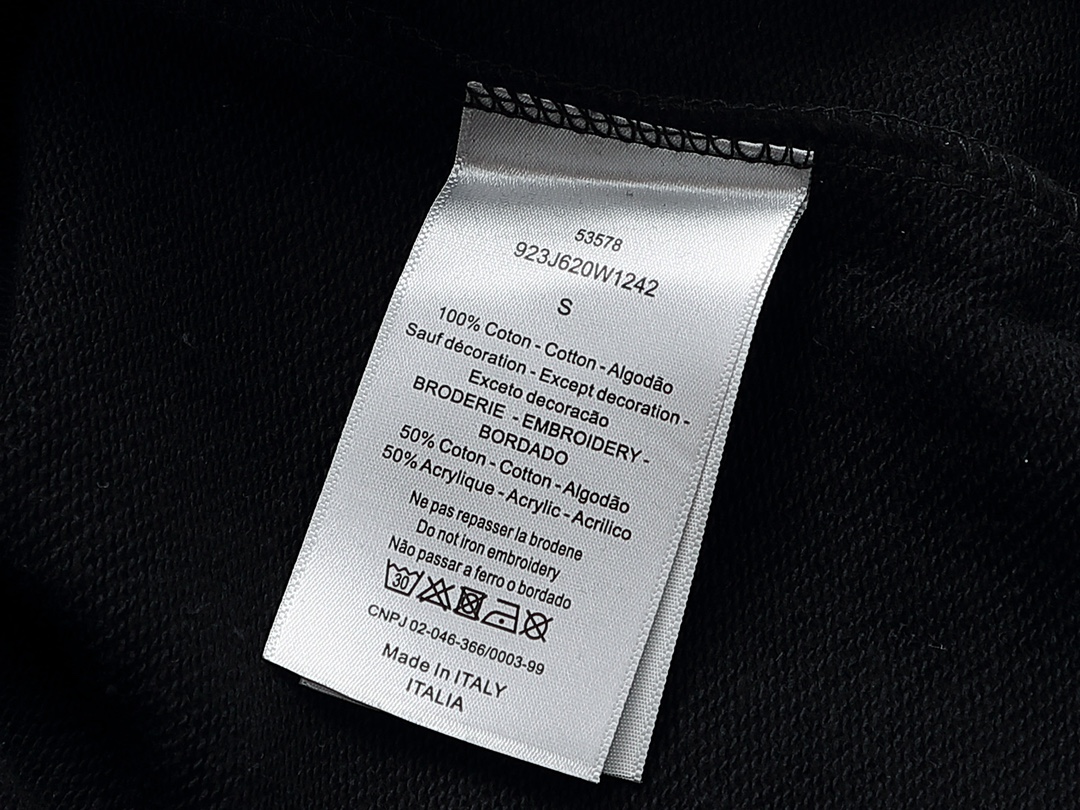 53578
923J620W1242
S
100% Coton - Cotton - Algodão
Sauf décoration - Except decoration -
Exceto decoracão
BRODERIE - EMBROIDERY -
BORDADO
50% Coton - Cotton - Algodão
50% Acrylique - Acrylic - Acrilico
Ne pas repasser la brodene
Do not iron embroidery
Não passar a ferro o bordado
30
CNPJ 02-046-366/0003-99
Made In ITALY
ITALIA